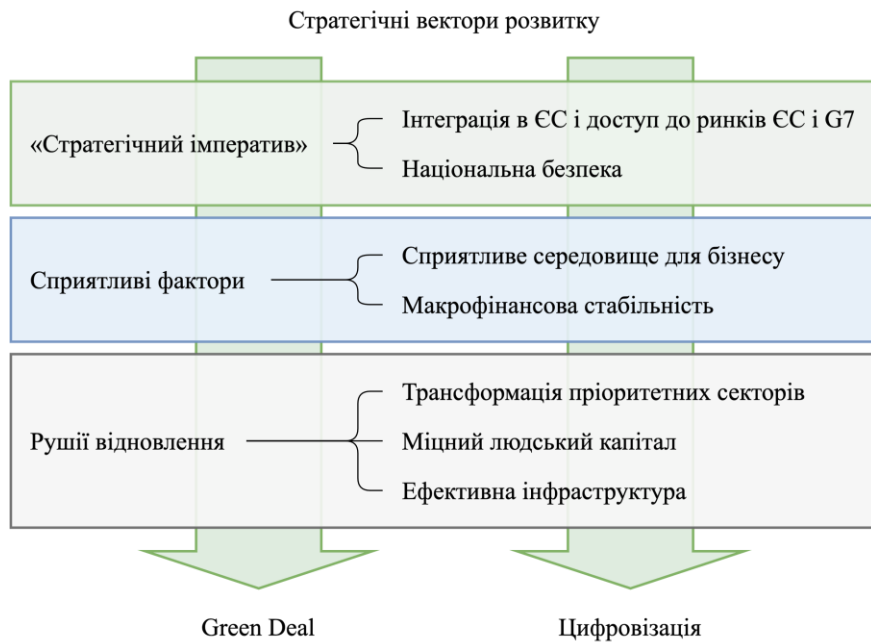 Стратегічні вектори розвитку
«Стратегічний імператив»
Інтеграція в ЄС і доступ до ринків ЄС і G7
Національна безпека
Сприятливі фактори
Сприятливе середовище для бізнесу
Макрофінансова стабільність
Рушії відновлення
Трансформація пріоритетних секторів
Міцний людський капітал
Ефективна інфраструктура
Green Deal
Цифровізація